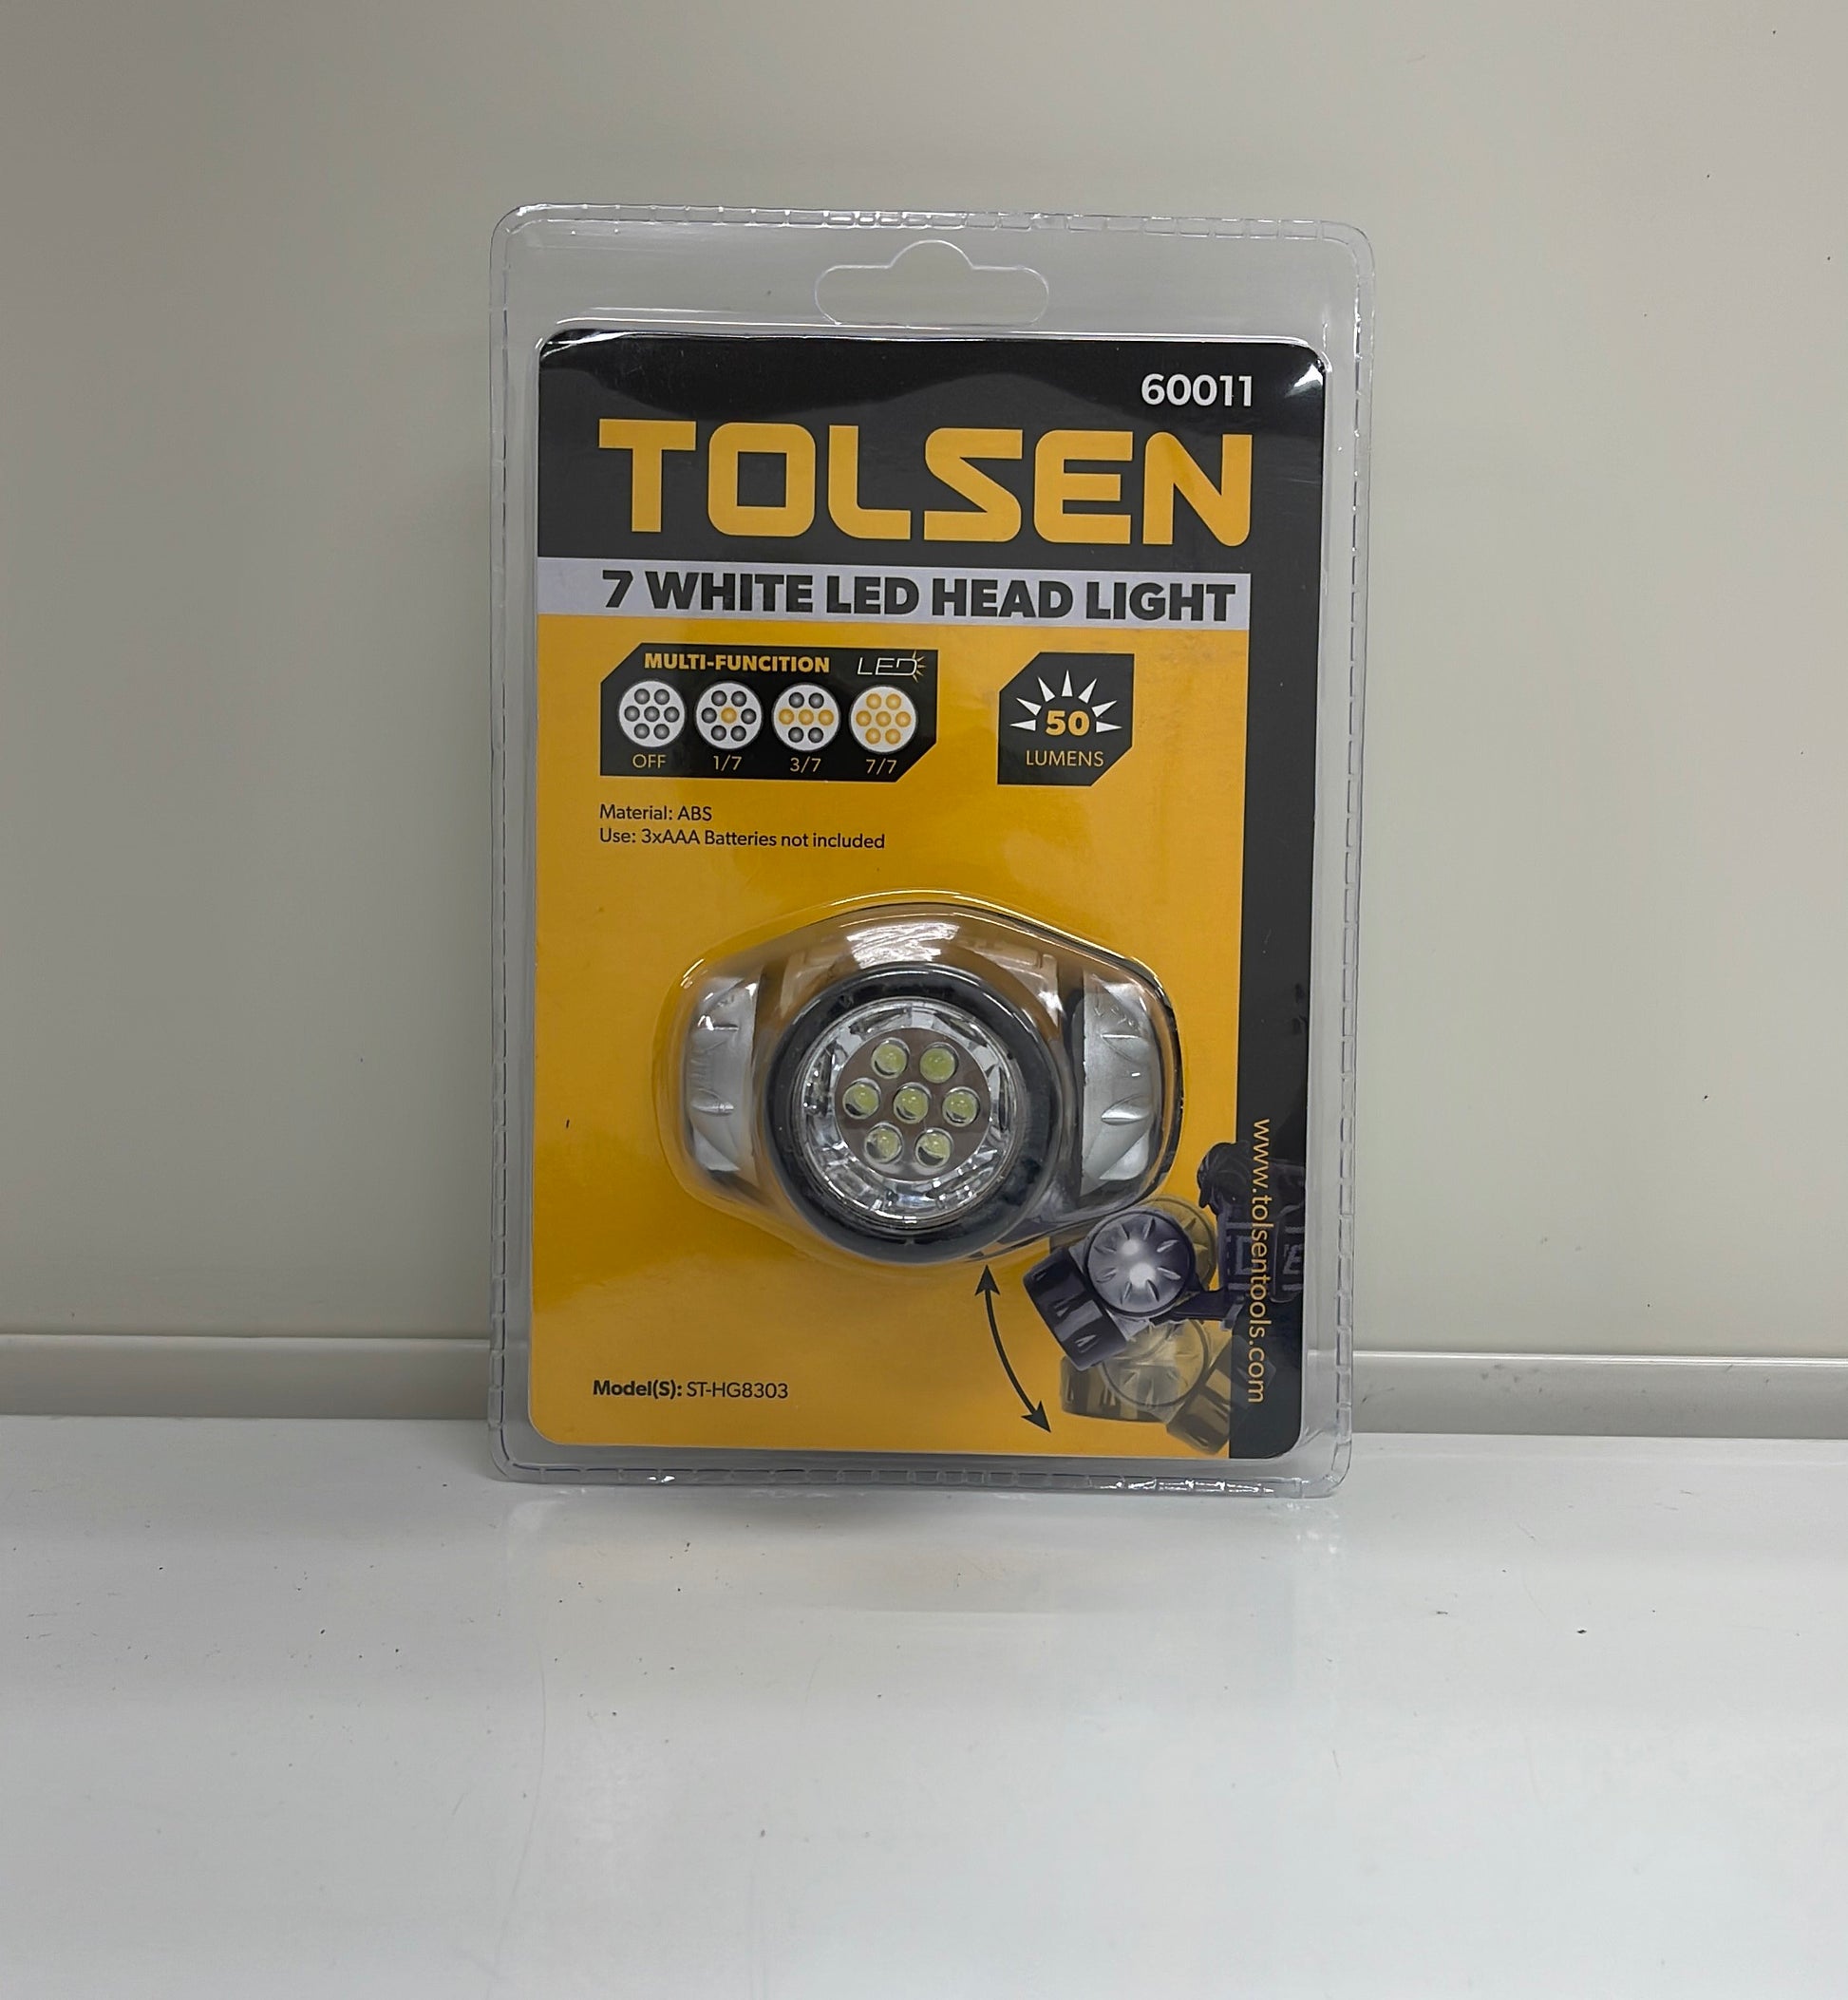 60011
TOLSEN
7 WHITE LED HEAD LIGHT
MULTI-FUNCITION LED
OFF 1/7 3/7 7/7
50
LUMENS
Material: ABS
Use: 3xAAA Batteries not included
www.tolsentools.com
Model(S): ST-HG8303